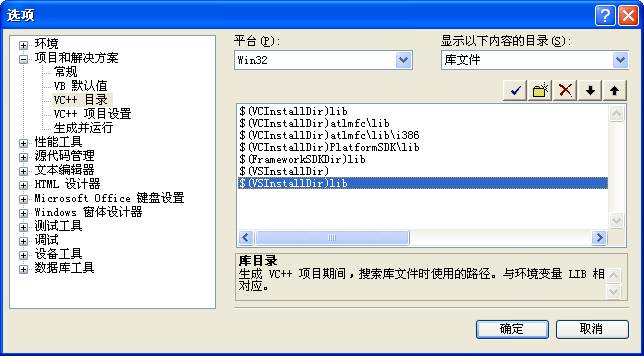 选项
平台(P):
显示以下内容的目录(S):
Win32
库文件
环境
项目和解决方案
常规
VB 默认值
VC++ 目录
VC++ 项目设置
生成并运行
性能工具
源代码管理
文本编辑器
HTML 设计器
Microsoft Office 键盘设置
Windows 窗体设计器
测试工具
调试
设备工具
数据库工具
$(VCInstallDir)lib
$(VCInstallDir)atlmfc\lib
$(VCInstallDir)atlmfc\lib\i386
$(VCInstallDir)PlatformSDK\lib
$(FrameworkSDKDir)lib
$(VSInstallDir)
$(VSInstallDir)lib
库目录
生成 VC++ 项目期间，搜索库文件时使用的路径。与环境变量 LIB 相
对应。
确定
取消